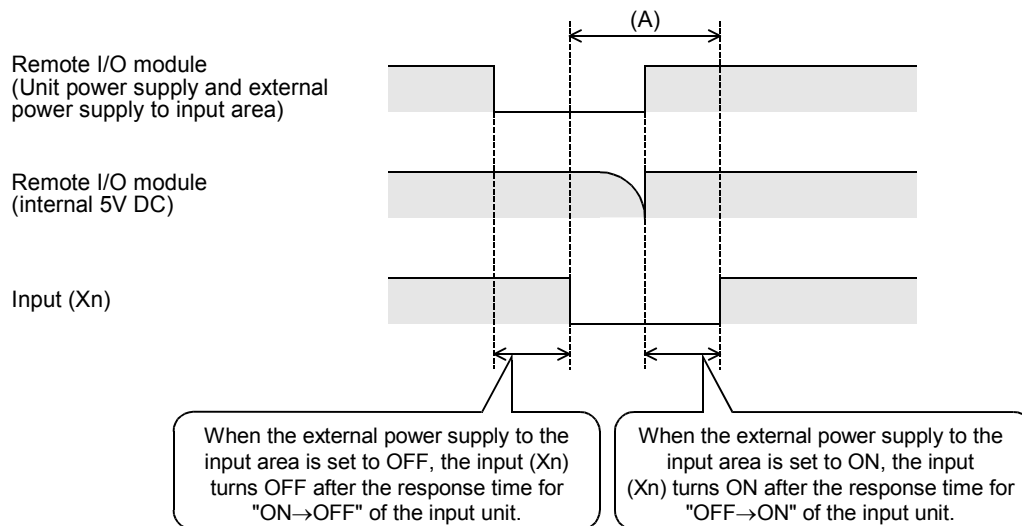 (A)
Remote I/O module
(Unit power supply and external
power supply to input area)
Remote I/O module
(internal 5V DC)
Input (Xn)
When the external power supply to the
input area is set to OFF, the input (Xn)
turns OFF after the response time for
"ON→OFF" of the input unit.
When the external power supply to the
input area is set to ON, the input
(Xn) turns ON after the response time for
"OFF→ON" of the input unit.